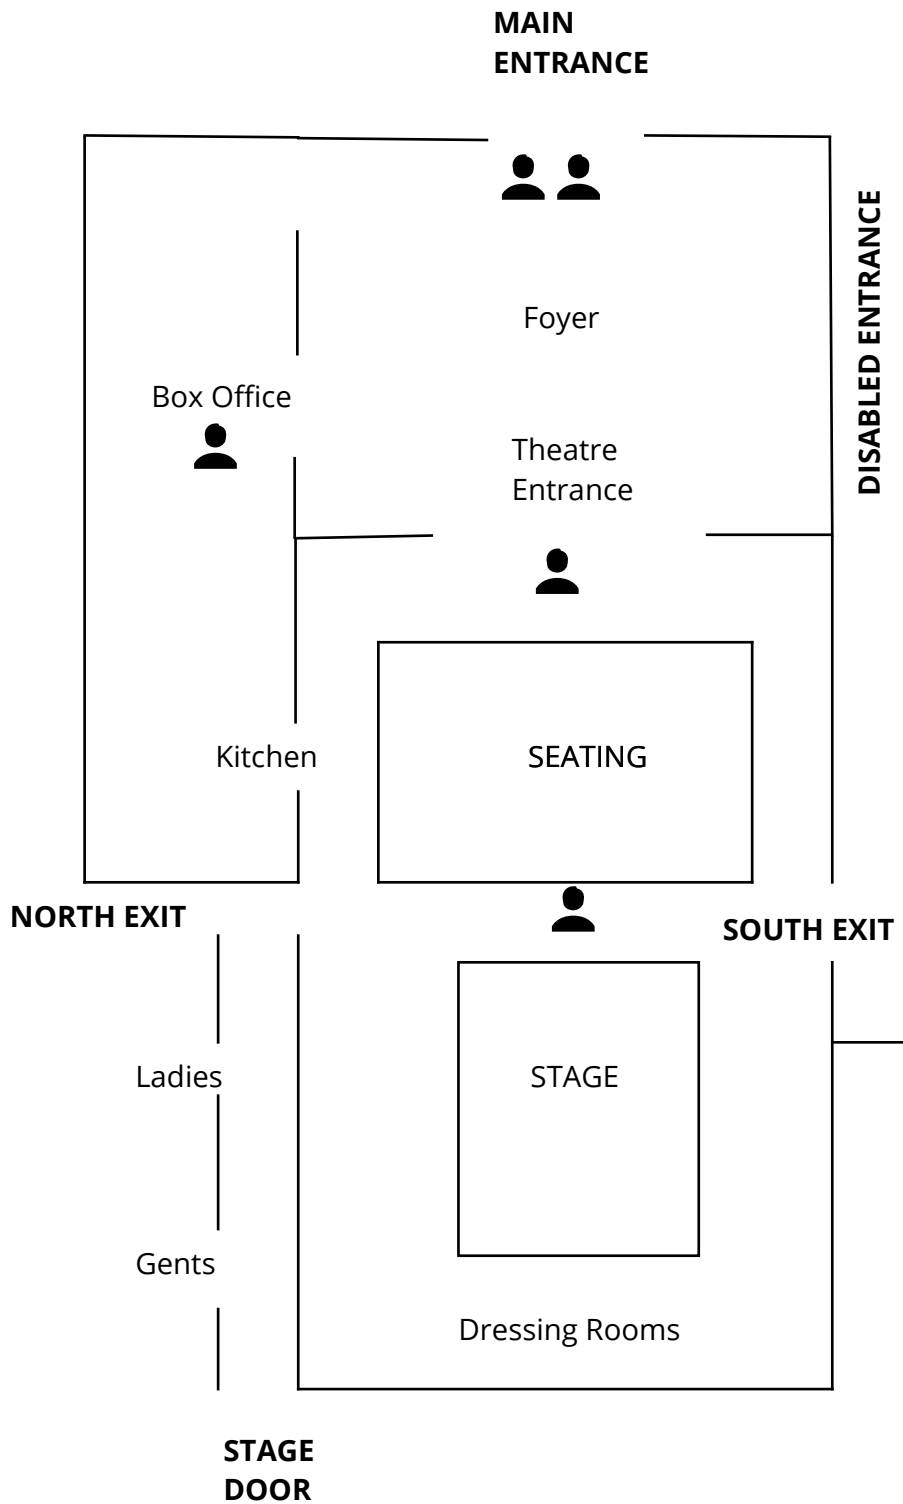 MAIN
ENTRANCE
DISABLED ENTRANCE
Foyer
Box Office
Theatre
Entrance
Kitchen
SEATING
NORTH EXIT
SOUTH EXIT
Ladies
STAGE
Gents
Dressing Rooms
STAGE
DOOR